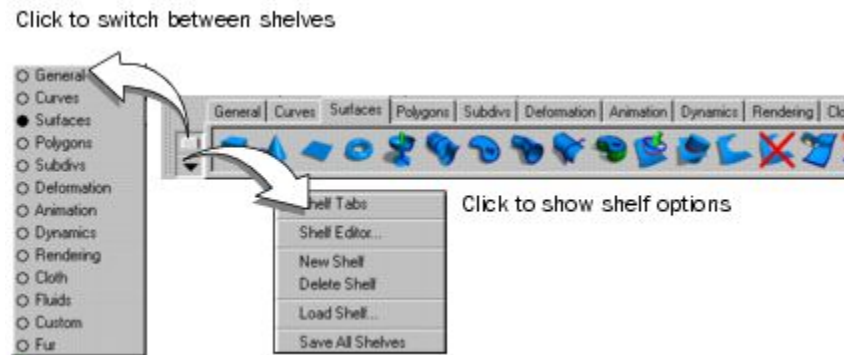 Click to switch between shelves
General
Curves
Surfaces
Polygons
Subdivs
Deformation
Animation
Dynamics
Rendering
Cloth
Fluids
Custom
Fur
General Curves Surfaces Polygons Subdivs Deformation Animation Dynamics Rendering
Click to show shelf options
Shelf Tabs
Shelf Editor...
New Shelf
Delete Shelf
Load Shelf...
Save All Shelves